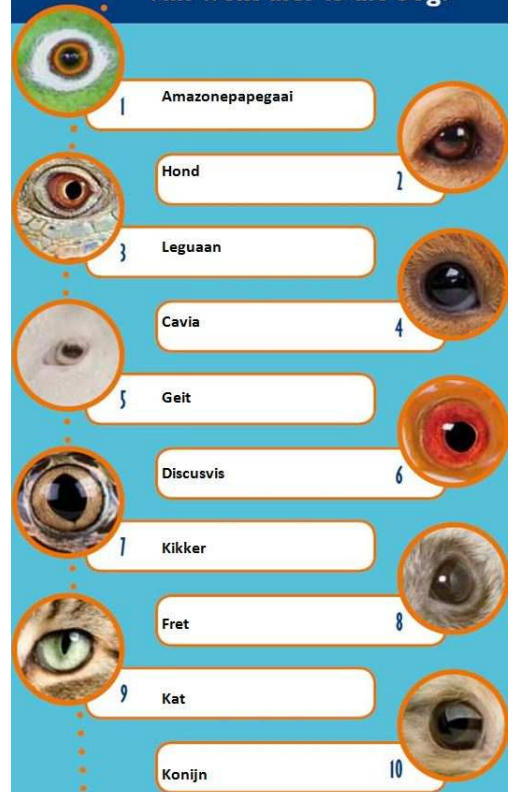 1 Amazonepapegaai
Hond 2
3 Leguaan
Cavia 4
5 Geit
Discusvis 6
7 Kikker
Fret 8
9 Kat
Konijn 10